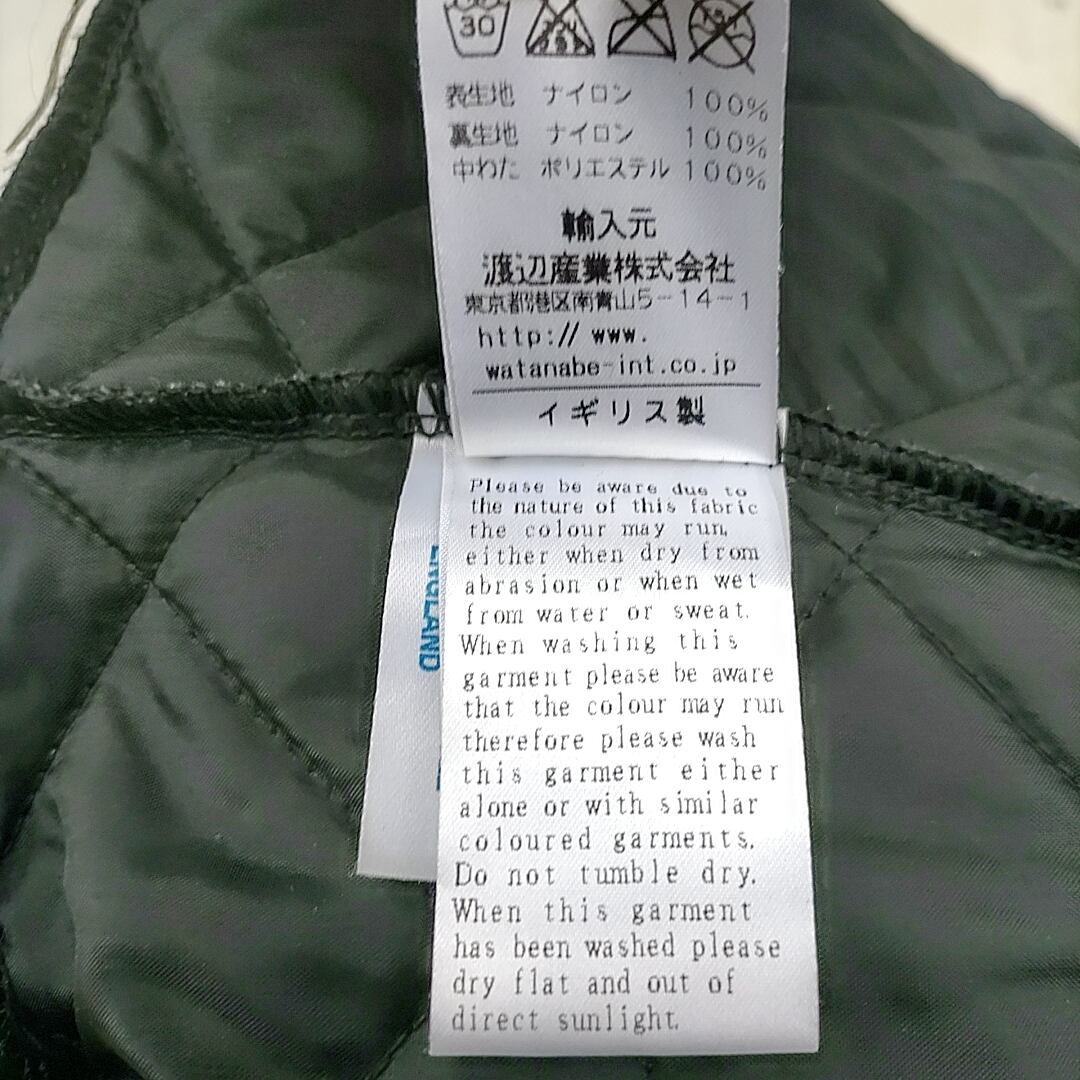 30
表生地 ナイロン 100%
裏生地 ナイロン 100%
中わた ポリエステル 100%
輸入元
渡辺産業株式会社
東京都港区南青山5-14-1
http:// www.
watanabe-int.co.jp
イギリス製
ENGLAND
Please be aware due to
the nature of this fabric
the colour may run,
either when dry from
abrasion or when wet
from water or sweat.
When washing this
garment please be aware
that the colour may run
therefore please wash
this garment either
alone or with similar
coloured garments.
Do not tumble dry.
When this garment
has been washed please
dry flat and out of
direct sunlight.